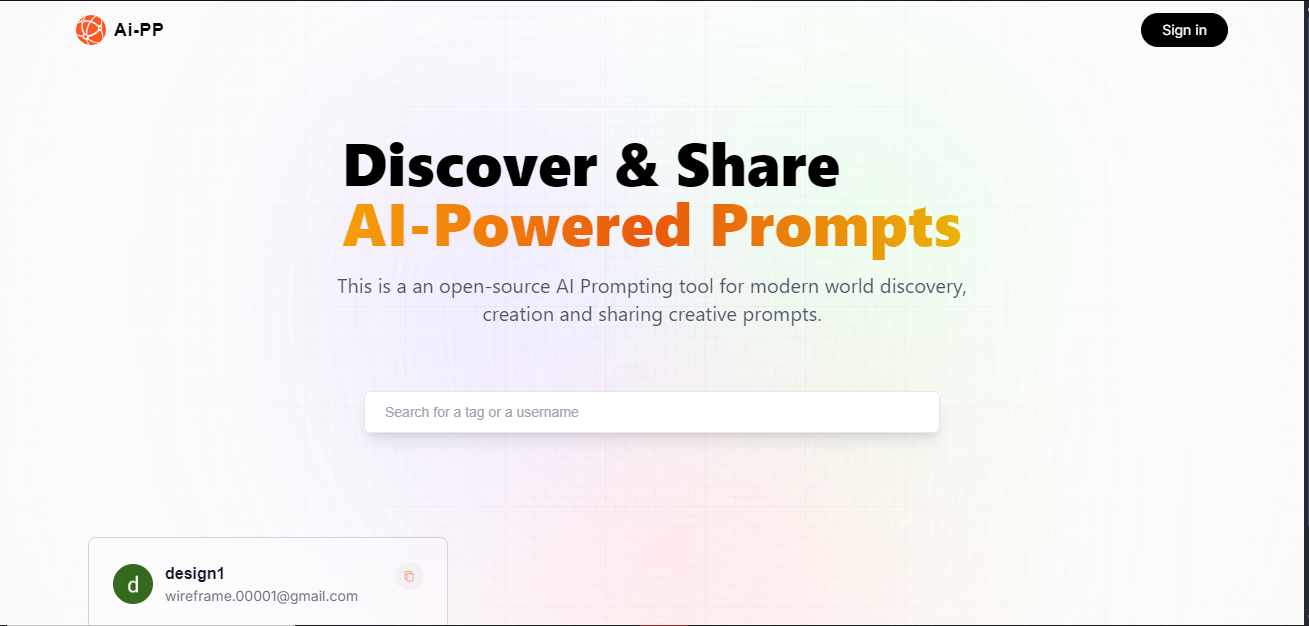 Ai-PP
Sign in
Discover & Share
AI-Powered Prompts
This is a an open-source AI Prompting tool for modern world discovery,
creation and sharing creative prompts.
Search for a tag or a username
d
design1
wireframe.00001@gmail.com